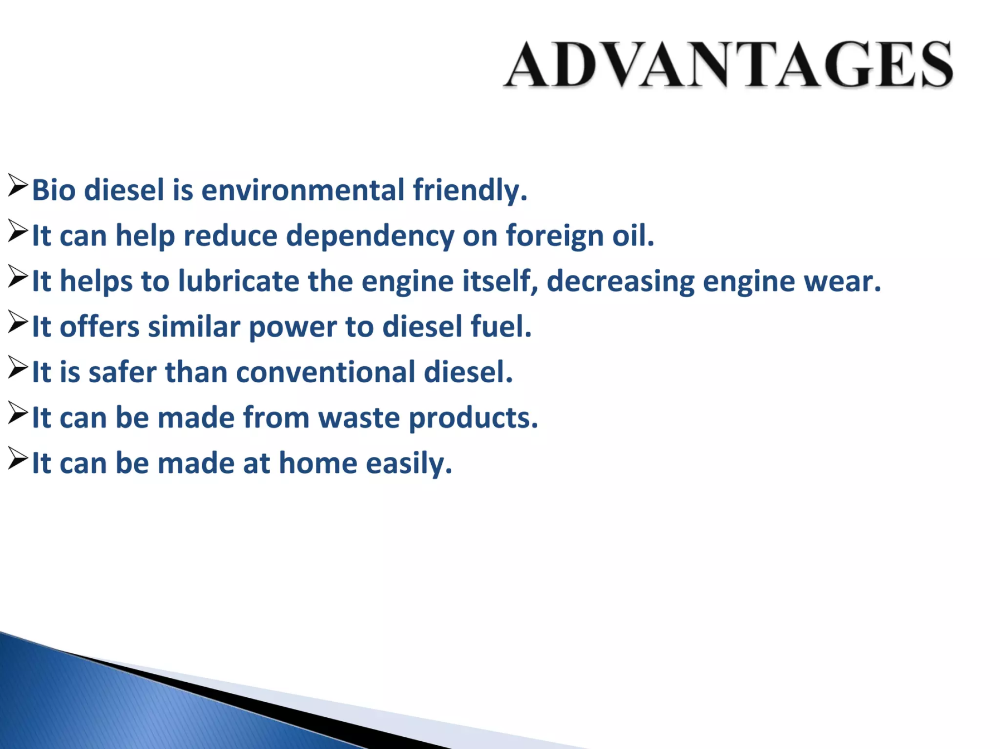 ADVANTAGES
➢Bio diesel is environmental friendly.
➢It can help reduce dependency on foreign oil.
➢It helps to lubricate the engine itself, decreasing engine wear.
➢It offers similar power to diesel fuel.
➢It is safer than conventional diesel.
➢It can be made from waste products.
➢It can be made at home easily.